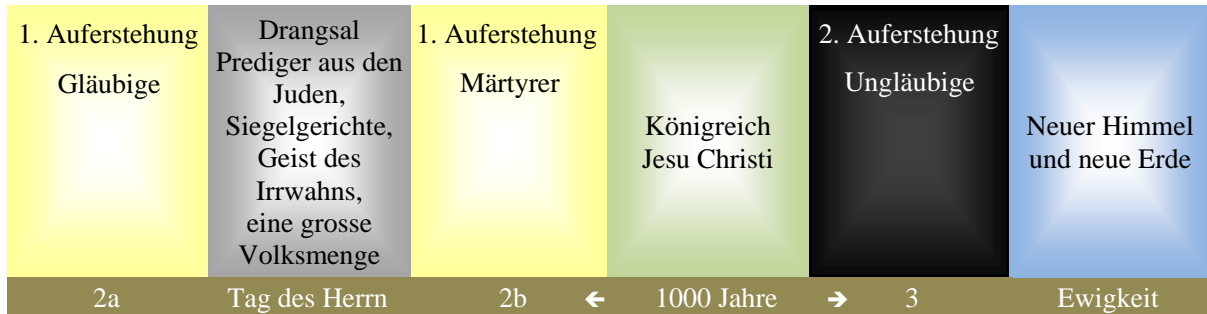 1. Auferstehung
Gläubige
Drangsal
Prediger aus den
Juden,
Siegelgerichte,
Geist des
Irrwahns,
eine grosse
Volksmenge
1. Auferstehung
Märtyrer
Königreich
Jesu Christi
2. Auferstehung
Ungläubige
Neuer Himmel
und neue Erde
2a Tag des Herrn 2b ← 1000 Jahre → 3 Ewigkeit